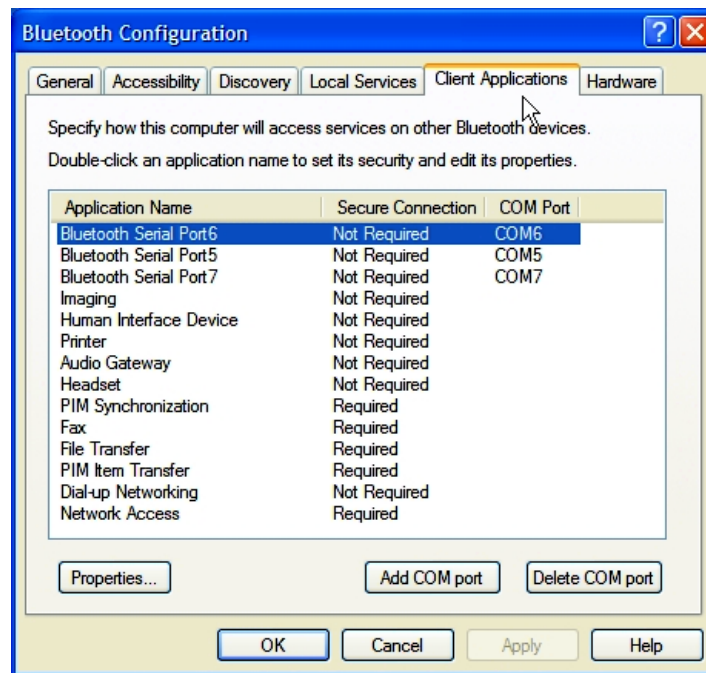 Bluetooth Configuration
General Accessibility Discovery Local Services Client Applications Hardware
Specify how this computer will access services on other Bluetooth devices.
Double-click an application name to set its security and edit its properties.
Application Name Secure Connection COM Port
Bluetooth Serial Port6 Not Required COM6
Bluetooth Serial Port5 Not Required COM5
Bluetooth Serial Port7 Not Required COM7
Imaging Not Required
Human Interface Device Not Required
Printer Not Required
Audio Gateway Not Required
Headset Not Required
PIM Synchronization Required
Fax Required
File Transfer Required
PIM Item Transfer Required
Dial-up Networking Not Required
Network Access Required
Properties... Add COM port Delete COM port
OK Cancel Apply Help